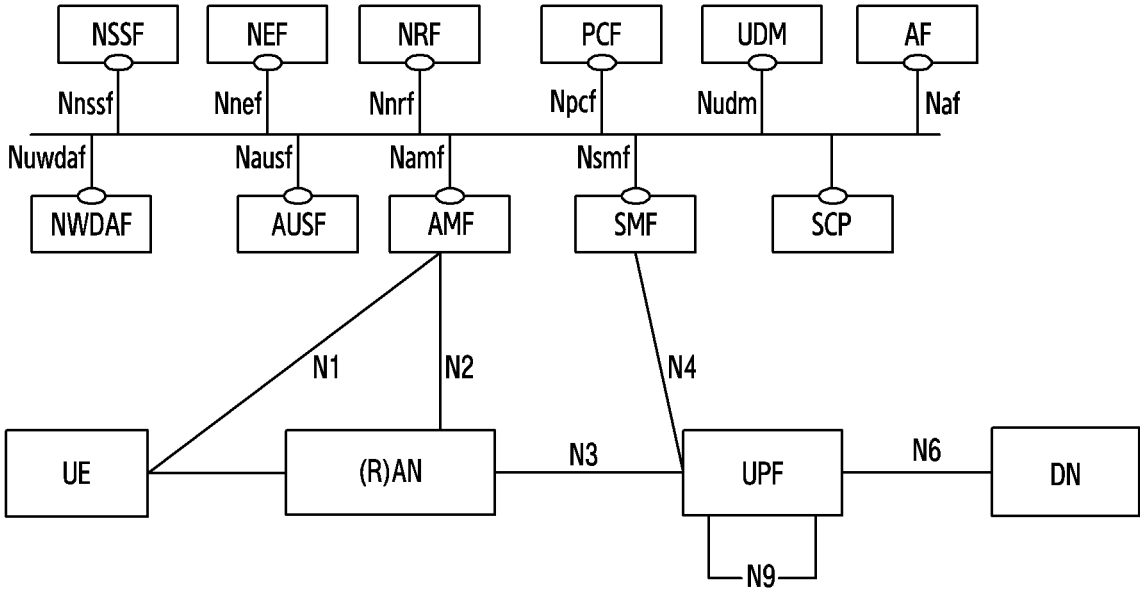 NSSF NEF NRF PCF UDM AF
Nnssf Nnef Nnrf Npcf Nudm Naf
Nuwdaf Nausf Namf Nsmf
NWDAF AUSF AMF SMF SCP
N1 N2 N4
UE (R)AN N3 UPF N6 DN
N9